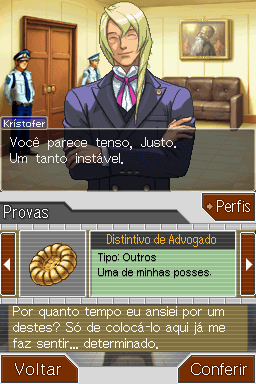 Kristofer
Você parece tenso, Justo.
Um tanto instável.
Provas
Perfis
Distintivo de Advogado
Tipo: Outros
Uma de minhas posses.
Por quanto tempo eu ansiei por um
destes? Só de colocá-lo aqui já me
faz sentir... determinado.
Voltar
Conferir